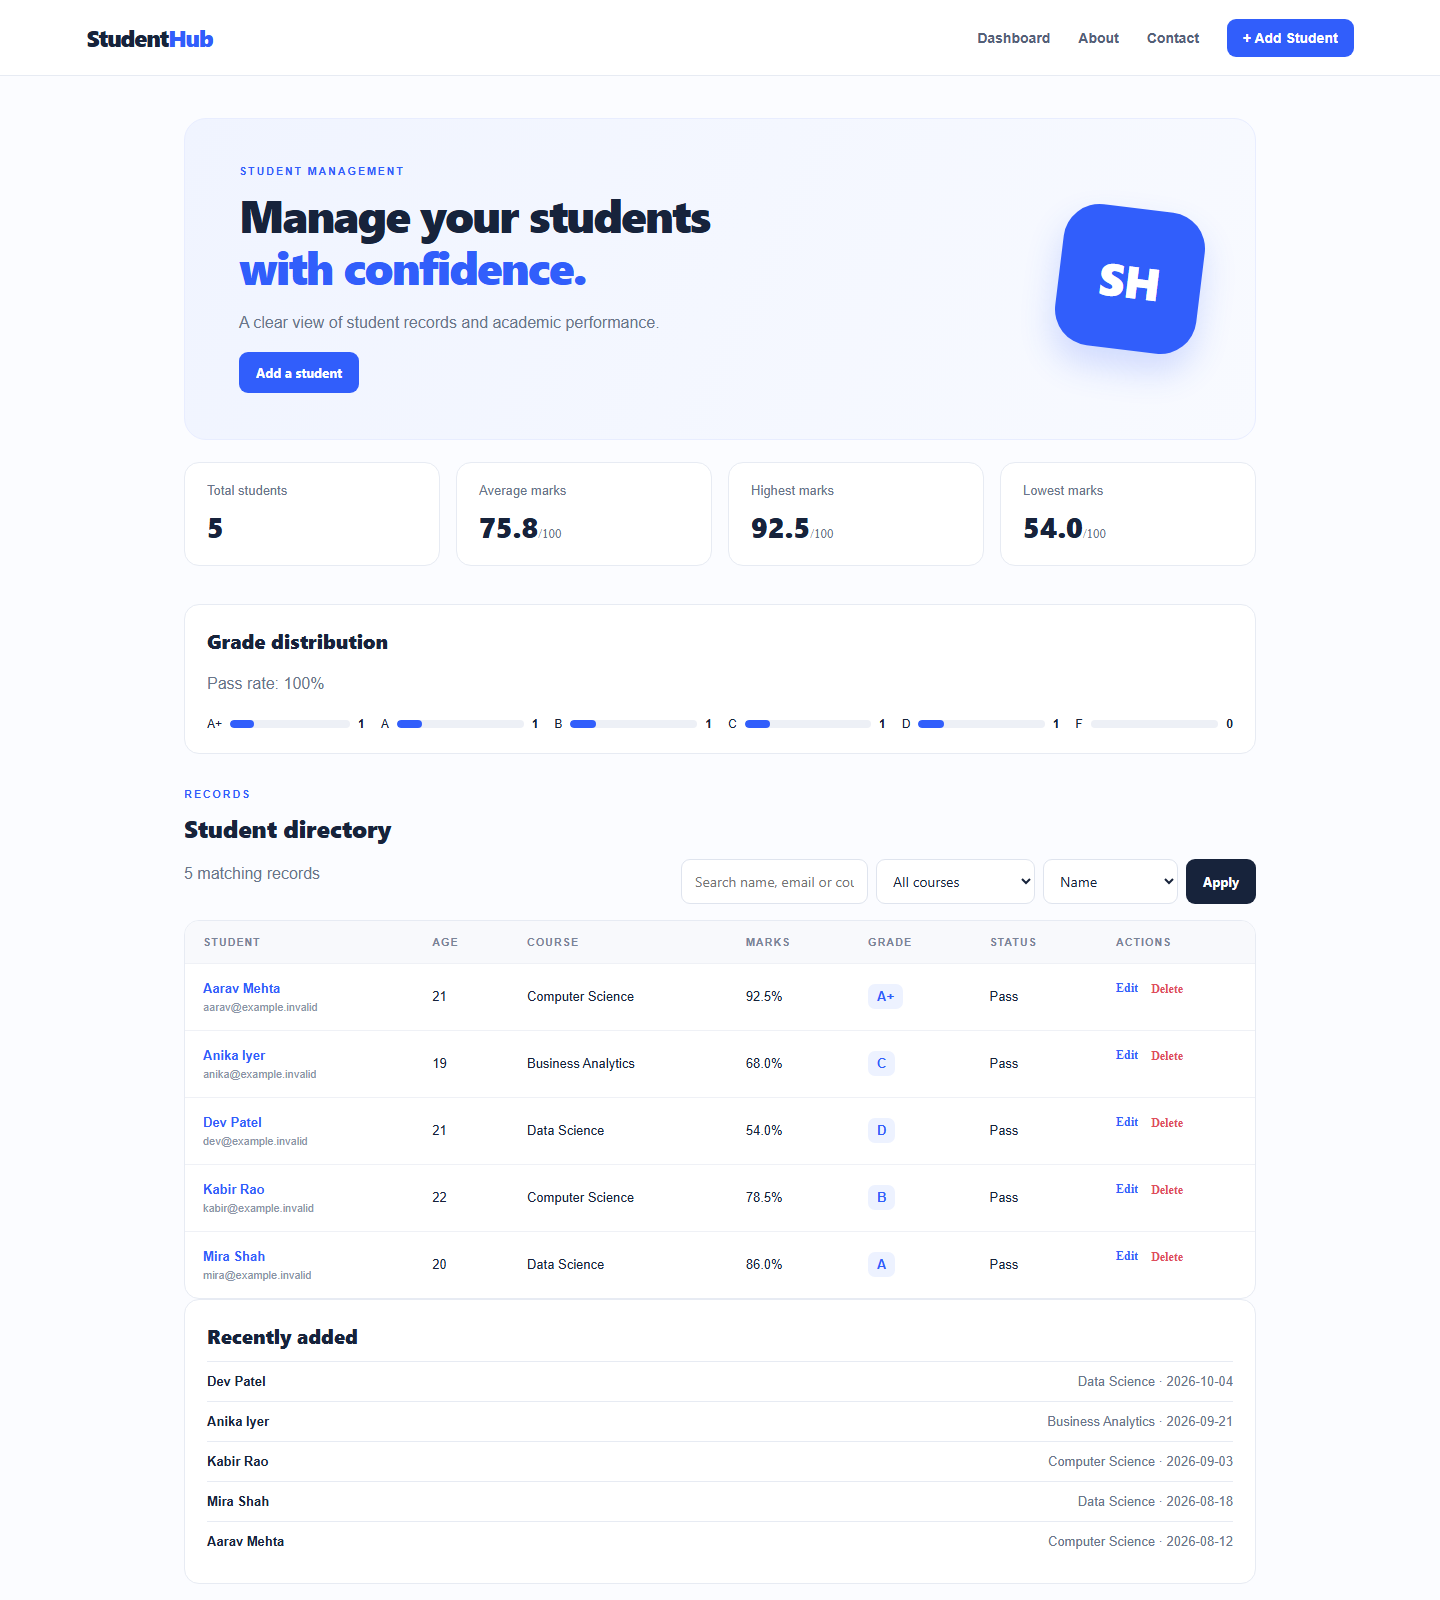 StudentHub
Dashboard About Contact + Add Student
STUDENT MANAGEMENT
Manage your students
with confidence.
SH
A clear view of student records and academic performance.
Add a student
Total students Average marks Highest marks Lowest marks
5 75.8/100 92.5/100 54.0/100
Grade distribution
Pass rate: 100%
A+ 1 A 1 B 1 C 1 D 1 F 0
RECORDS
Student directory
5 matching records Search name, email or cou All courses Name Apply
STUDENT AGE COURSE MARKS GRADE STATUS ACTIONS
Aarav Mehta 21 Computer Science 92.5% A+ Pass Edit Delete
aarav@example.invalid
Anika Iyer 19 Business Analytics 68.0% C Pass Edit Delete
anika@example.invalid
Dev Patel 21 Data Science 54.0% D Pass Edit Delete
dev@example.invalid
Kabir Rao 22 Computer Science 78.5% B Pass Edit Delete
kabir@example.invalid
Mira Shah 20 Data Science 86.0% A Pass Edit Delete
mira@example.invalid
Recently added
Dev Patel Data Science · 2026-10-04
Anika Iyer Business Analytics · 2026-09-21
Kabir Rao Computer Science · 2026-09-03
Mira Shah Data Science · 2026-08-18
Aarav Mehta Computer Science · 2026-08-12